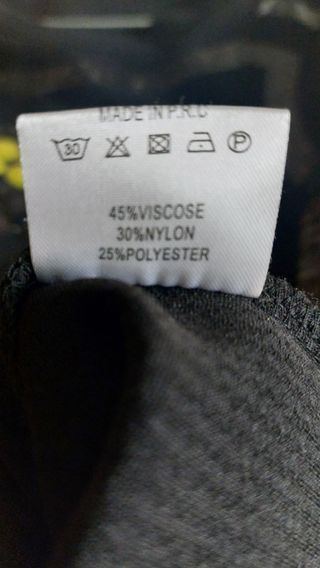 MADE IN P.R.C
30 P
45%VISCOSE
30%NYLON
25%POLYESTER